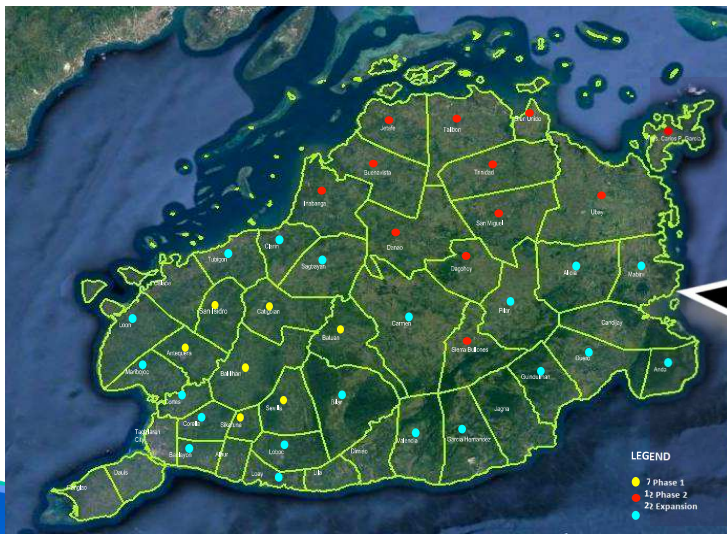 Jetafe
Talibon
Bien Unido
Carlos P. Garcia
Buenavista
Trinidad
Inabanga
Ubay
San Miguel
Danao
Clarin
Tubigon
Sagbayan
Dagohoy
Alicia
Mabini
Calape
San Isidro
Catigbian
Pilar
Loon
Carmen
Candijay
Batuan
Sierra Bullones
Antequera
Duero
Maribojoc
Balilihan
Anda
Guindulman
Cortes
Sevilla
Bilar
Jagna
Corella
Sikatuna
Tagbilaran
City
Valencia
Garcia Hernandez
Baclayon
Albur
Loboc
Dimiao
Loay
Lila
Dauis
Panglao
LEGEND
7 Phase 1
12 Phase 2
22 Expansion